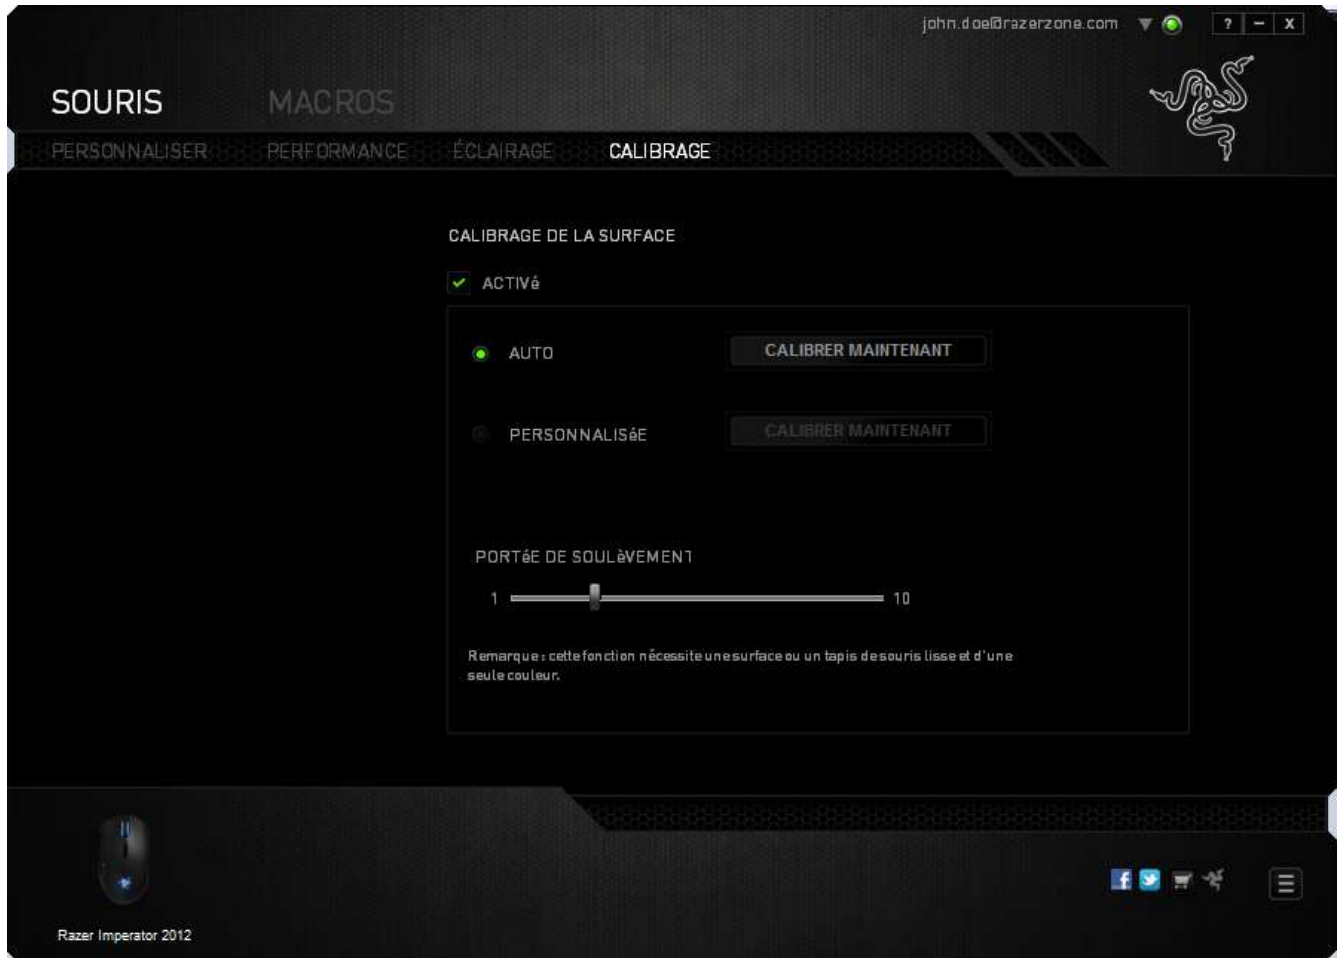 john.doe@razerzone.com
? - X
SOURIS MACROS
PERSONNALISER PERFORMANCE ÉCLAIRAGE CALIBRAGE
CALIBRAGE DE LA SURFACE
ACTIVé
AUTO CALIBRER MAINTENANT
PERSONNALISéE CALIBRER MAINTENANT
PORTéE DE SOULèVEMENT
1 10
Remarque : cette fonction nécessite une surface ou un tapis de souris lisse et d'une
seule couleur.
Razer Imperator 2012